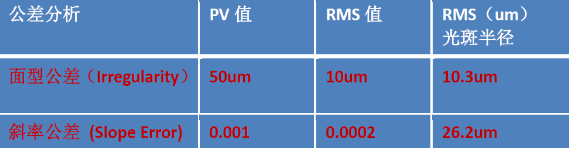 公差分析 PV 值 RMS 值 RMS（um）
光斑半径
面型公差（Irregularity） 50um 10um 10.3um
斜率公差 (Slope Error) 0.001 0.0002 26.2um